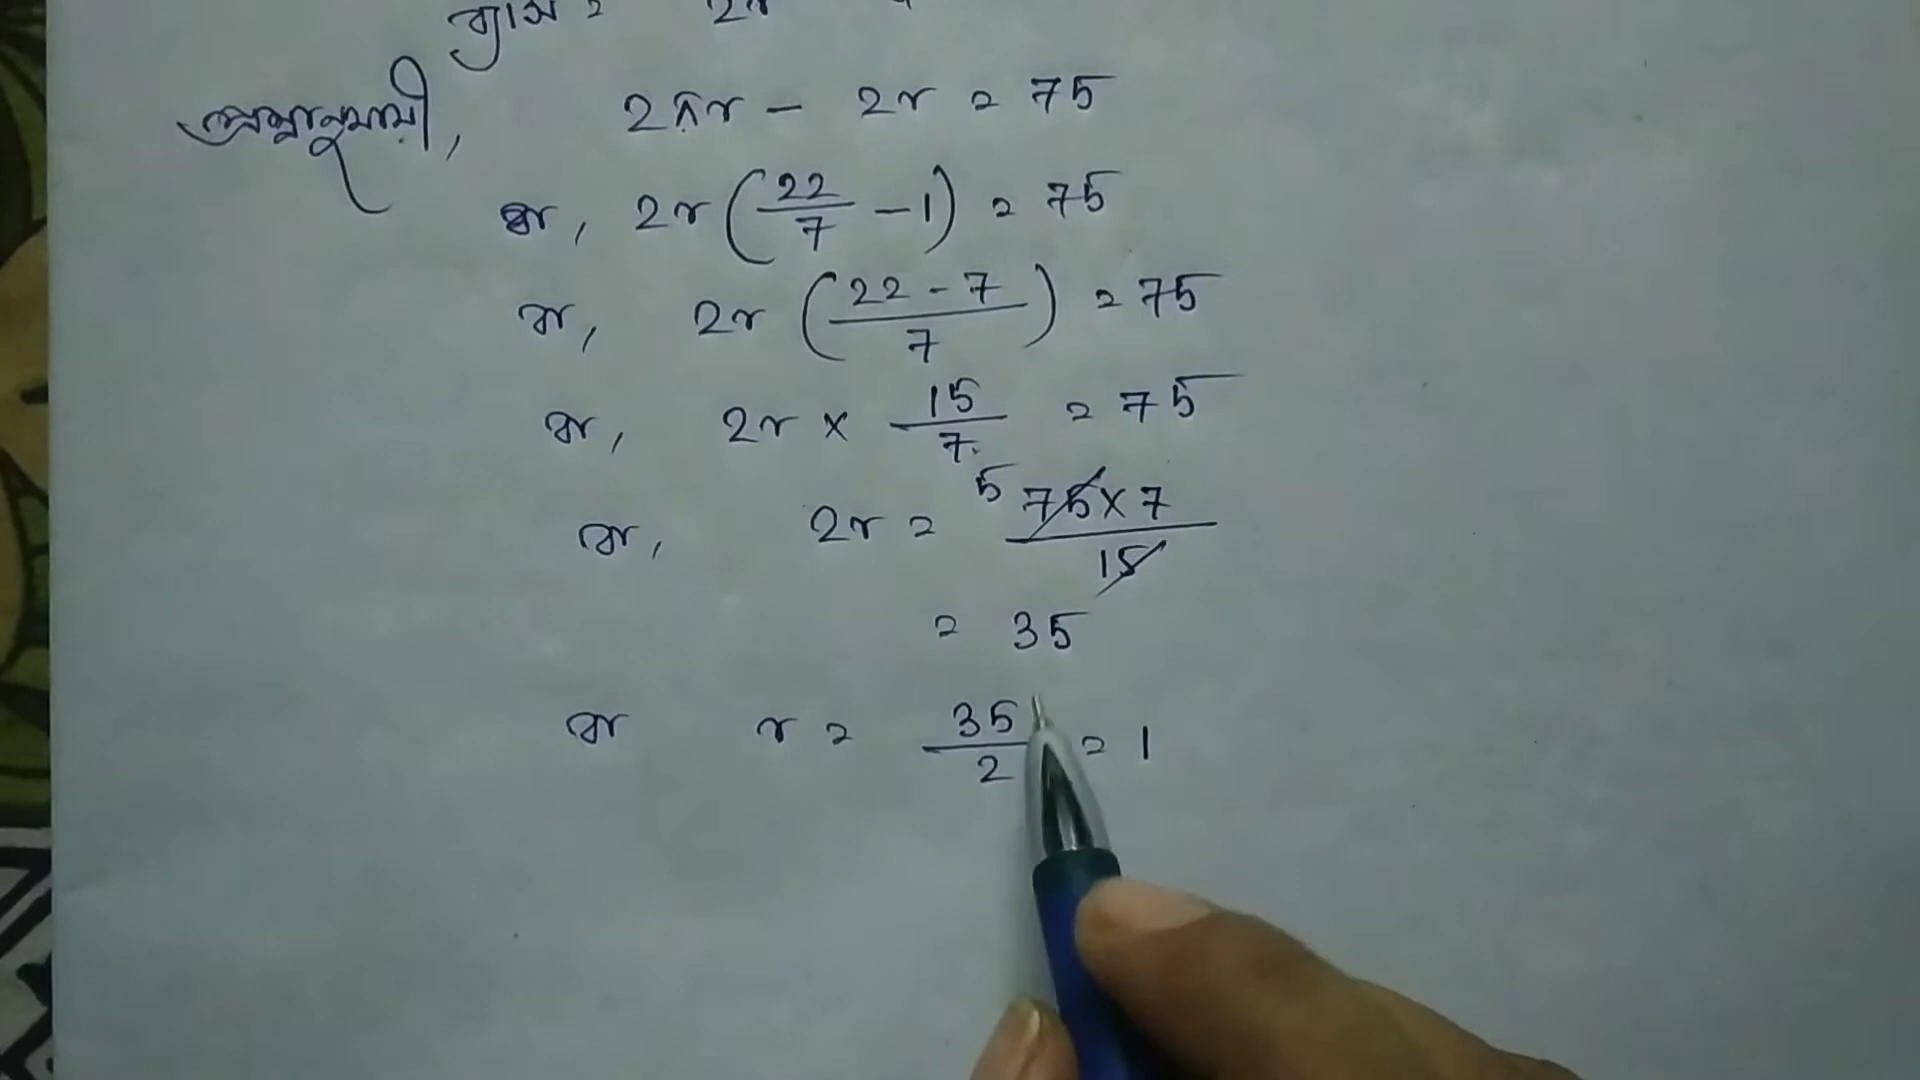 ব্যাস = 2r
প্রশ্নানুযায়ী, 2πr - 2r = 75
বা, 2r (22/7 - 1) = 75
বা, 2r (22 - 7/7) = 75
বা, 2r × 15/7 = 75
বা, 2r = 5 75×7/15
= 35
বা r = 35/2 = 1